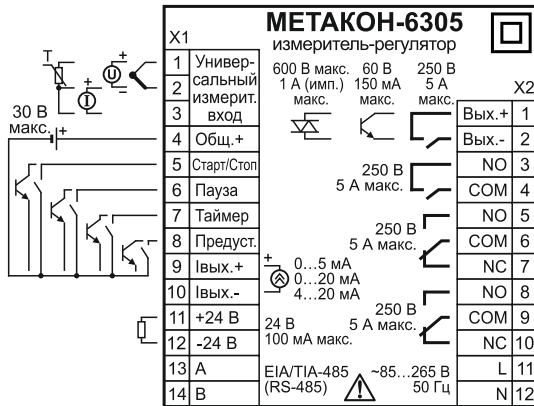 МЕТАКОН-6305
измеритель-регулятор
X1
1 Универ-
сальный
2 измерит.
3 вход
4 Общ.+
5 Старт/Стоп
6 Пауза
7 Таймер
8 Предуст.
9 Iвых.+
10 Iвых.-
11 +24 В
12 -24 В
13 A
14 B
T
U
I
+
−
+
30 В
макс.
+
600 В макс.
1 А (имп.)
макс.
60 В
150 мА
макс.
250 В
5 А
макс.
250 В
5 А макс.
250 В
5 А макс.
+
0...5 мА
0...20 мА
4...20 мА
250 В
5 А макс.
24 В
100 мА макс.
EIA/TIA-485
(RS-485)
~85...265 В
50 Гц
X2
Вых.+ 1
Вых.- 2
NO 3
COM 4
NO 5
COM 6
NC 7
NO 8
COM 9
NC 10
L 11
N 12